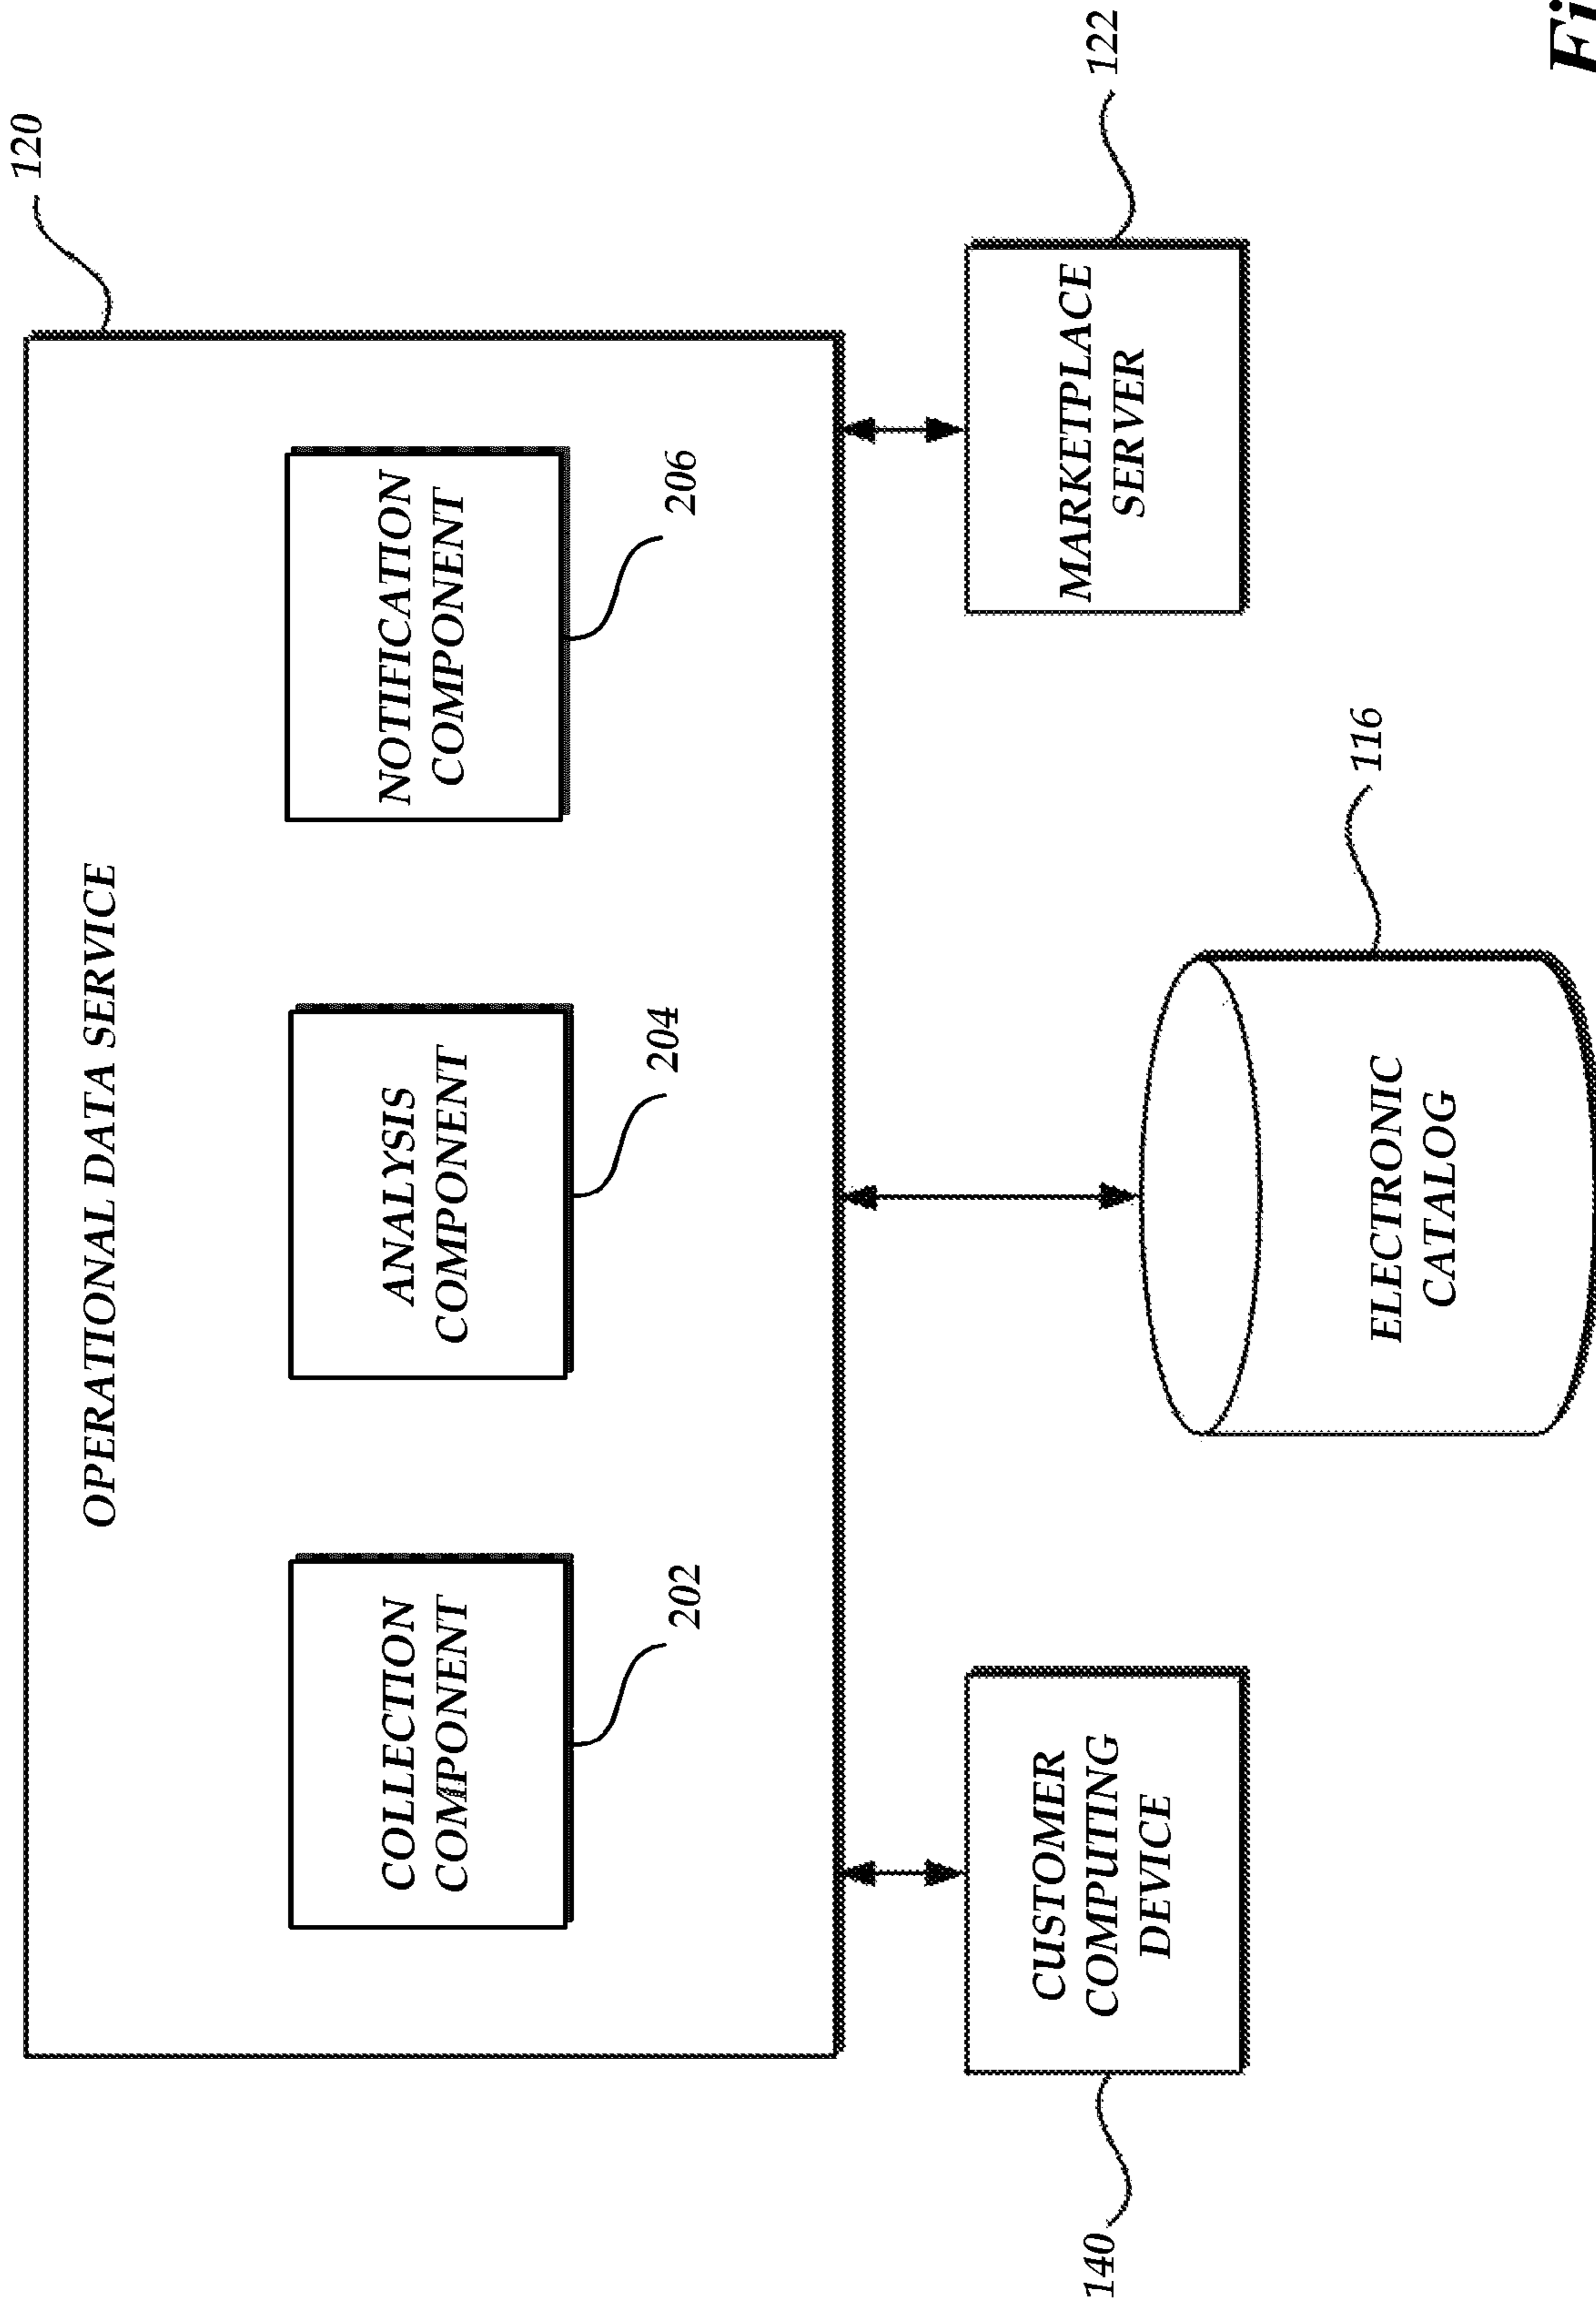 120
OPERATIONAL DATA SERVICE
COLLECTION
COMPONENT
202
ANALYSIS
COMPONENT
204
NOTIFICATION
COMPONENT
206
140
CUSTOMER
COMPUTING
DEVICE
ELECTRONIC
CATALOG
116
MARKETPLACE
SERVER
122